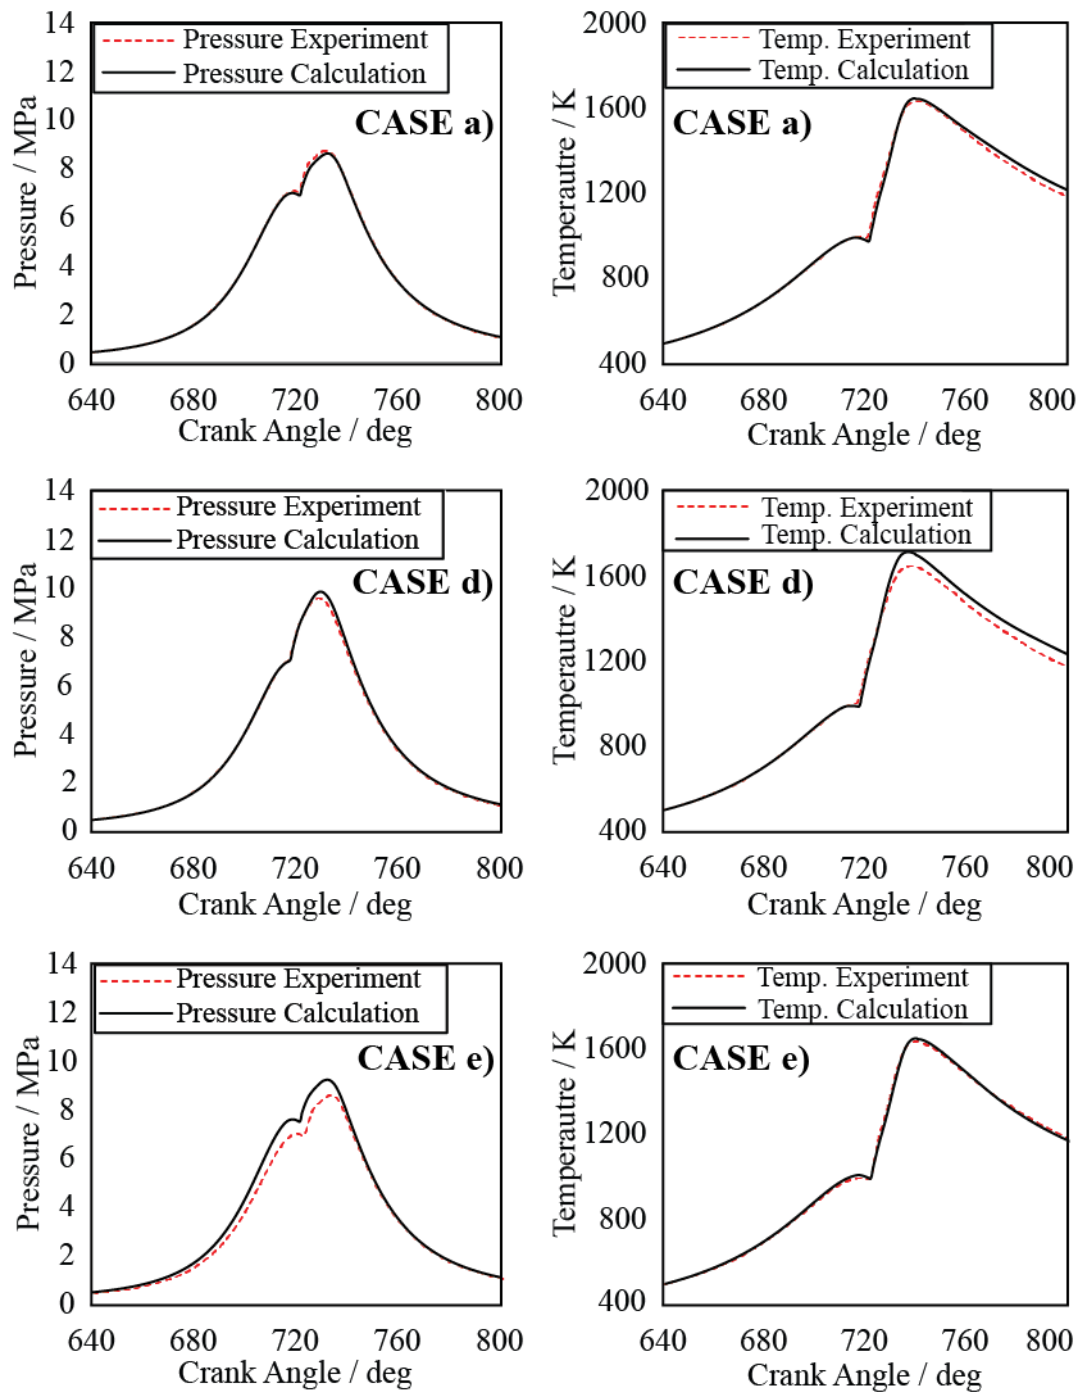 Pressure Experiment
Pressure Calculation
CASE a)
Pressure / MPa
14
12
10
8
6
4
2
0
640 680 720 760 800
Crank Angle / deg
Temp. Experiment
Temp. Calculation
CASE a)
Temperautre / K
2000
1600
1200
800
400
640 680 720 760 800
Crank Angle / deg
Pressure Experiment
Pressure Calculation
CASE d)
Pressure / MPa
14
12
10
8
6
4
2
0
640 680 720 760 800
Crank Angle / deg
Temp. Experiment
Temp. Calculation
CASE d)
Temperautre / K
2000
1600
1200
800
400
640 680 720 760 800
Crank Angle / deg
Pressure Experiment
Pressure Calculation
CASE e)
Pressure / MPa
14
12
10
8
6
4
2
0
640 680 720 760 800
Crank Angle / deg
Temp. Experiment
Temp. Calculation
CASE e)
Temperautre / K
2000
1600
1200
800
400
640 680 720 760 800
Crank Angle / deg